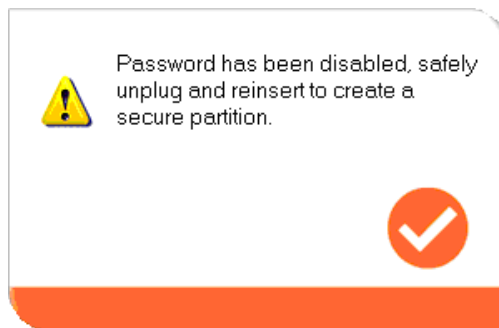 Password has been disabled, safely
unplug and reinsert to create a
secure partition.